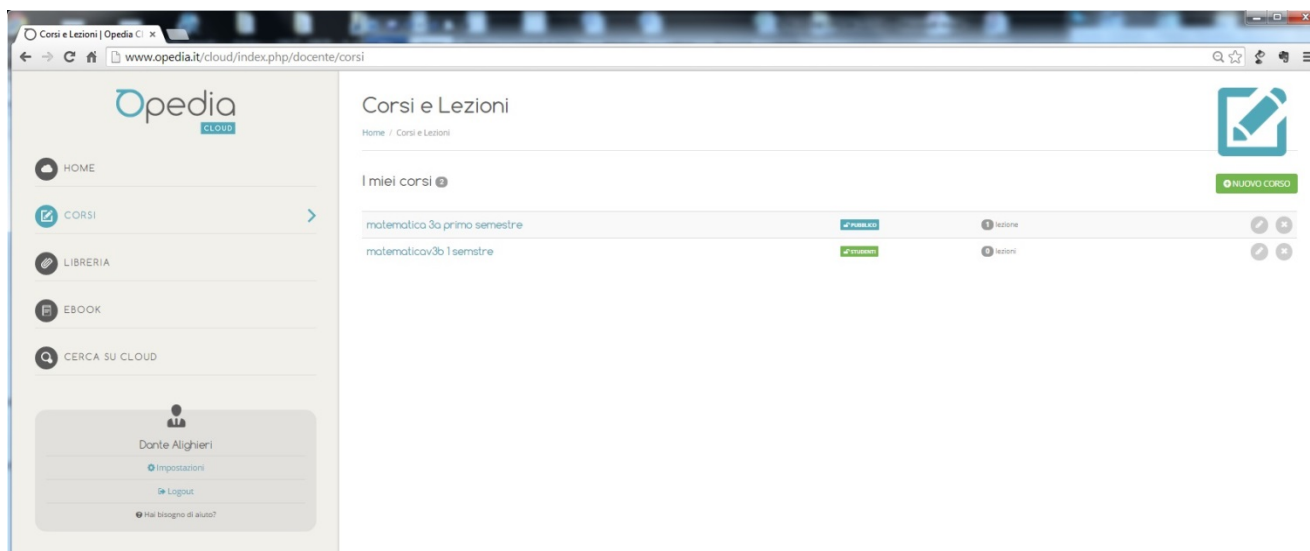 Corsi e Lezioni | Opedia Cl
www.opedia.it/cloud/index.php/docente/corsi
Opedia
CLOUD
HOME
CORSI
LIBRERIA
EBOOK
CERCA SU CLOUD
Dante Alighieri
Impostazioni
Logout
Hai bisogno di aiuto?
Corsi e Lezioni
Home / Corsi e Lezioni
I miei corsi 2
NUOVO CORSO
matematica 3a primo semestre PUBBLICO 1 lezione
matematicav3b 1 semstre STUDENTI 0 lezioni